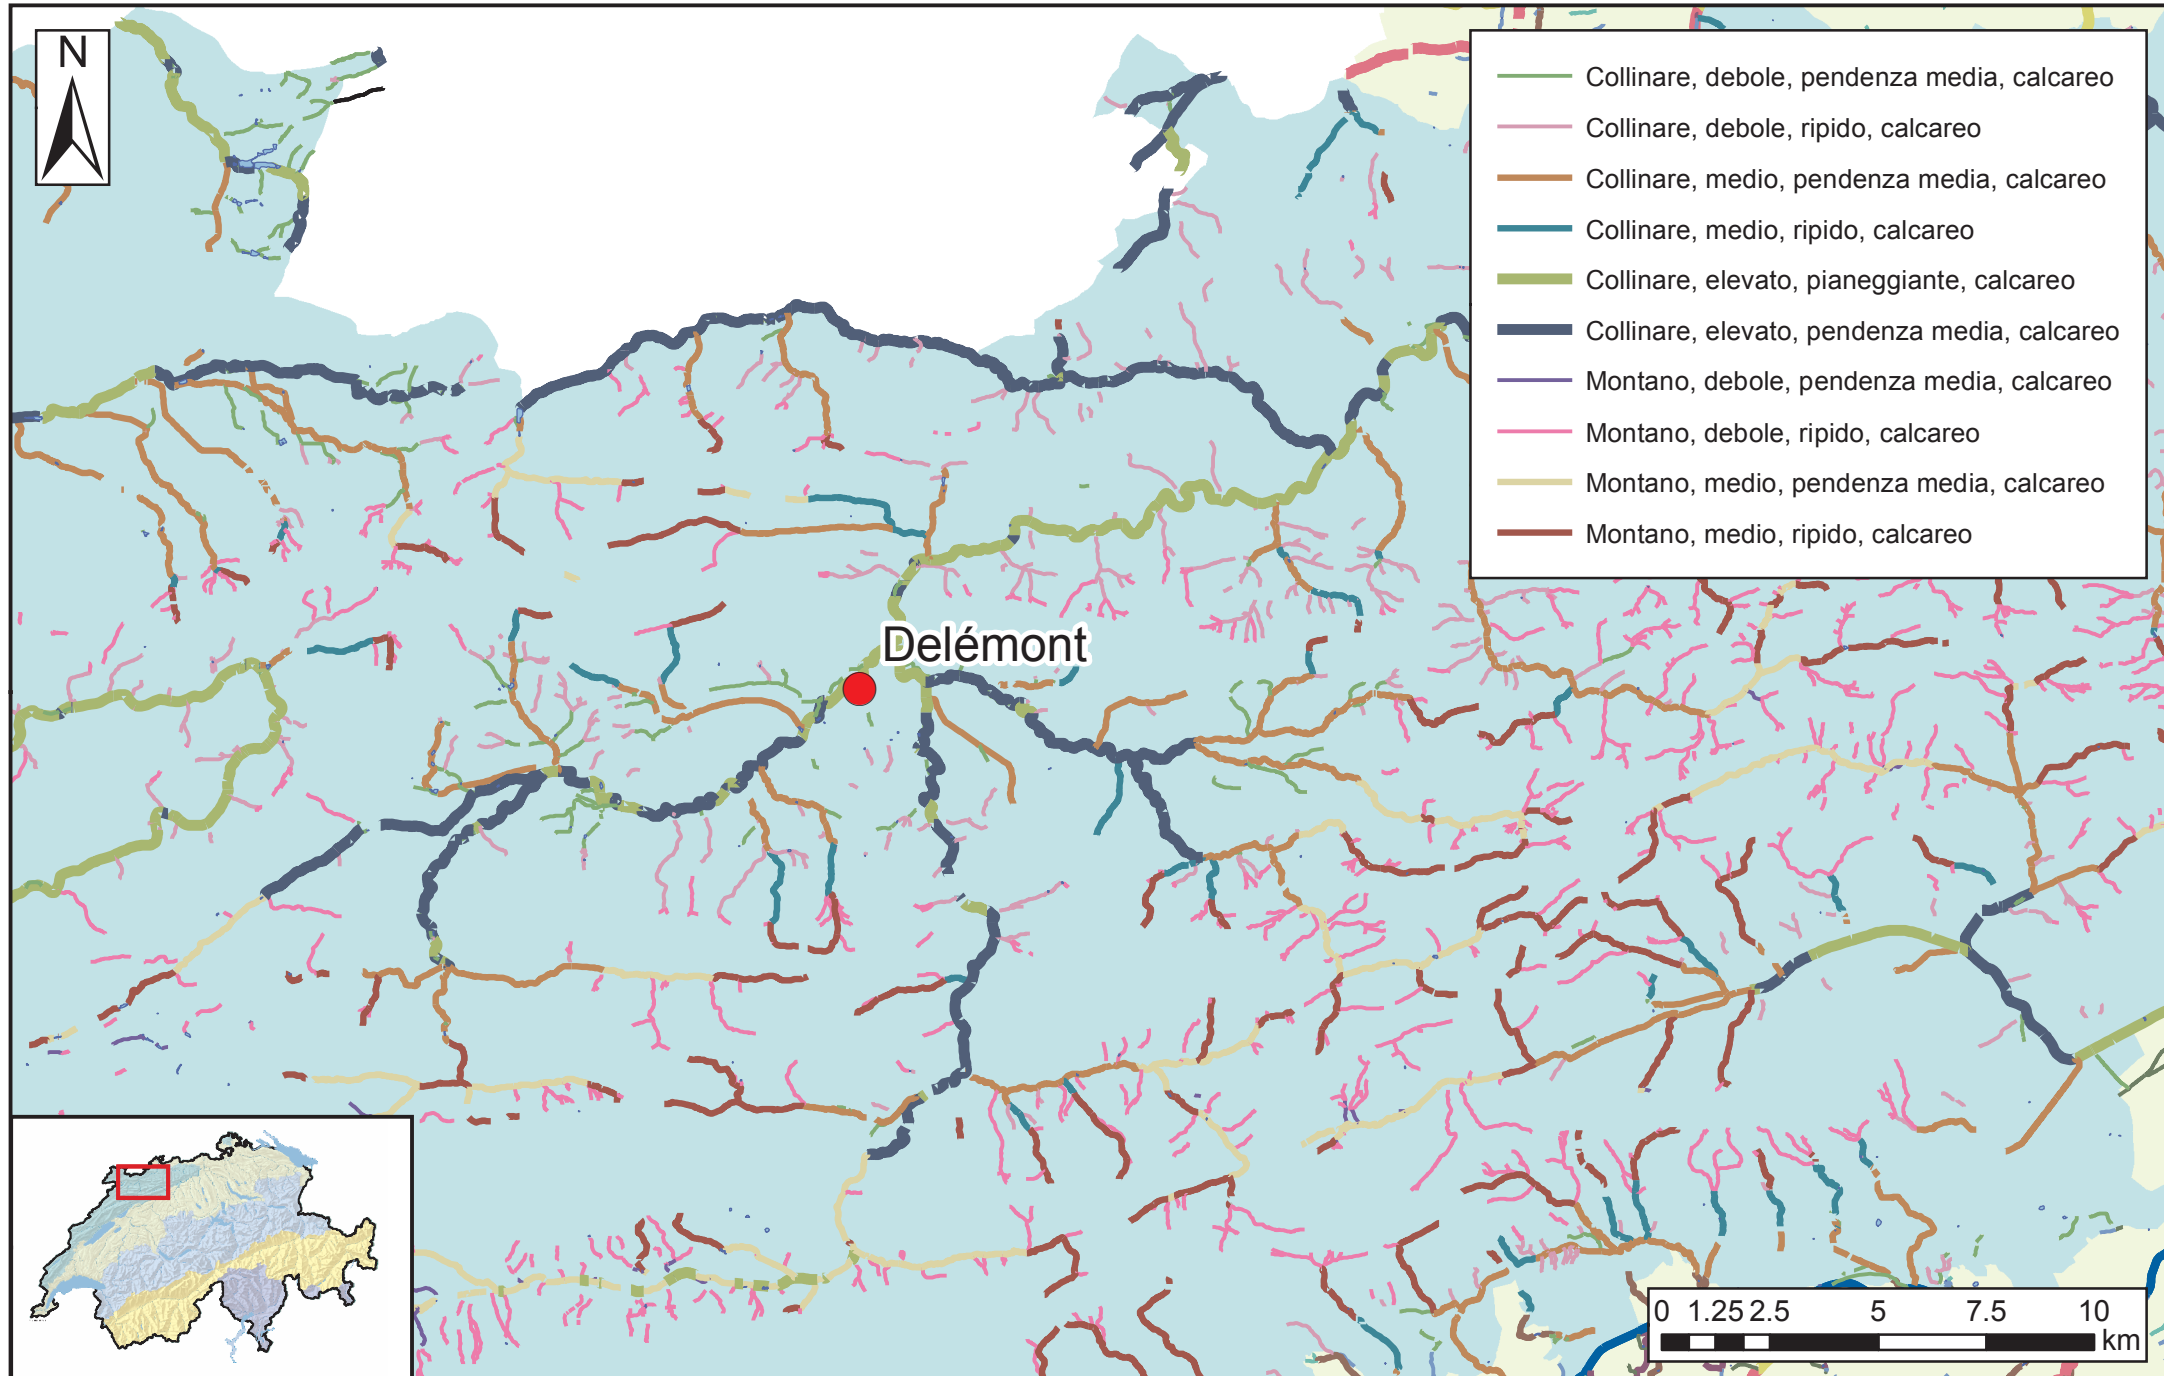 N
Collinare, debole, pendenza media, calcareo
Collinare, debole, ripido, calcareo
Collinare, medio, pendenza media, calcareo
Collinare, medio, ripido, calcareo
Collinare, elevato, pianeggiante, calcareo
Collinare, elevato, pendenza media, calcareo
Montano, debole, pendenza media, calcareo
Montano, debole, ripido, calcareo
Montano, medio, pendenza media, calcareo
Montano, medio, ripido, calcareo
Delémont
0 1.25 2.5 5 7.5 10
km